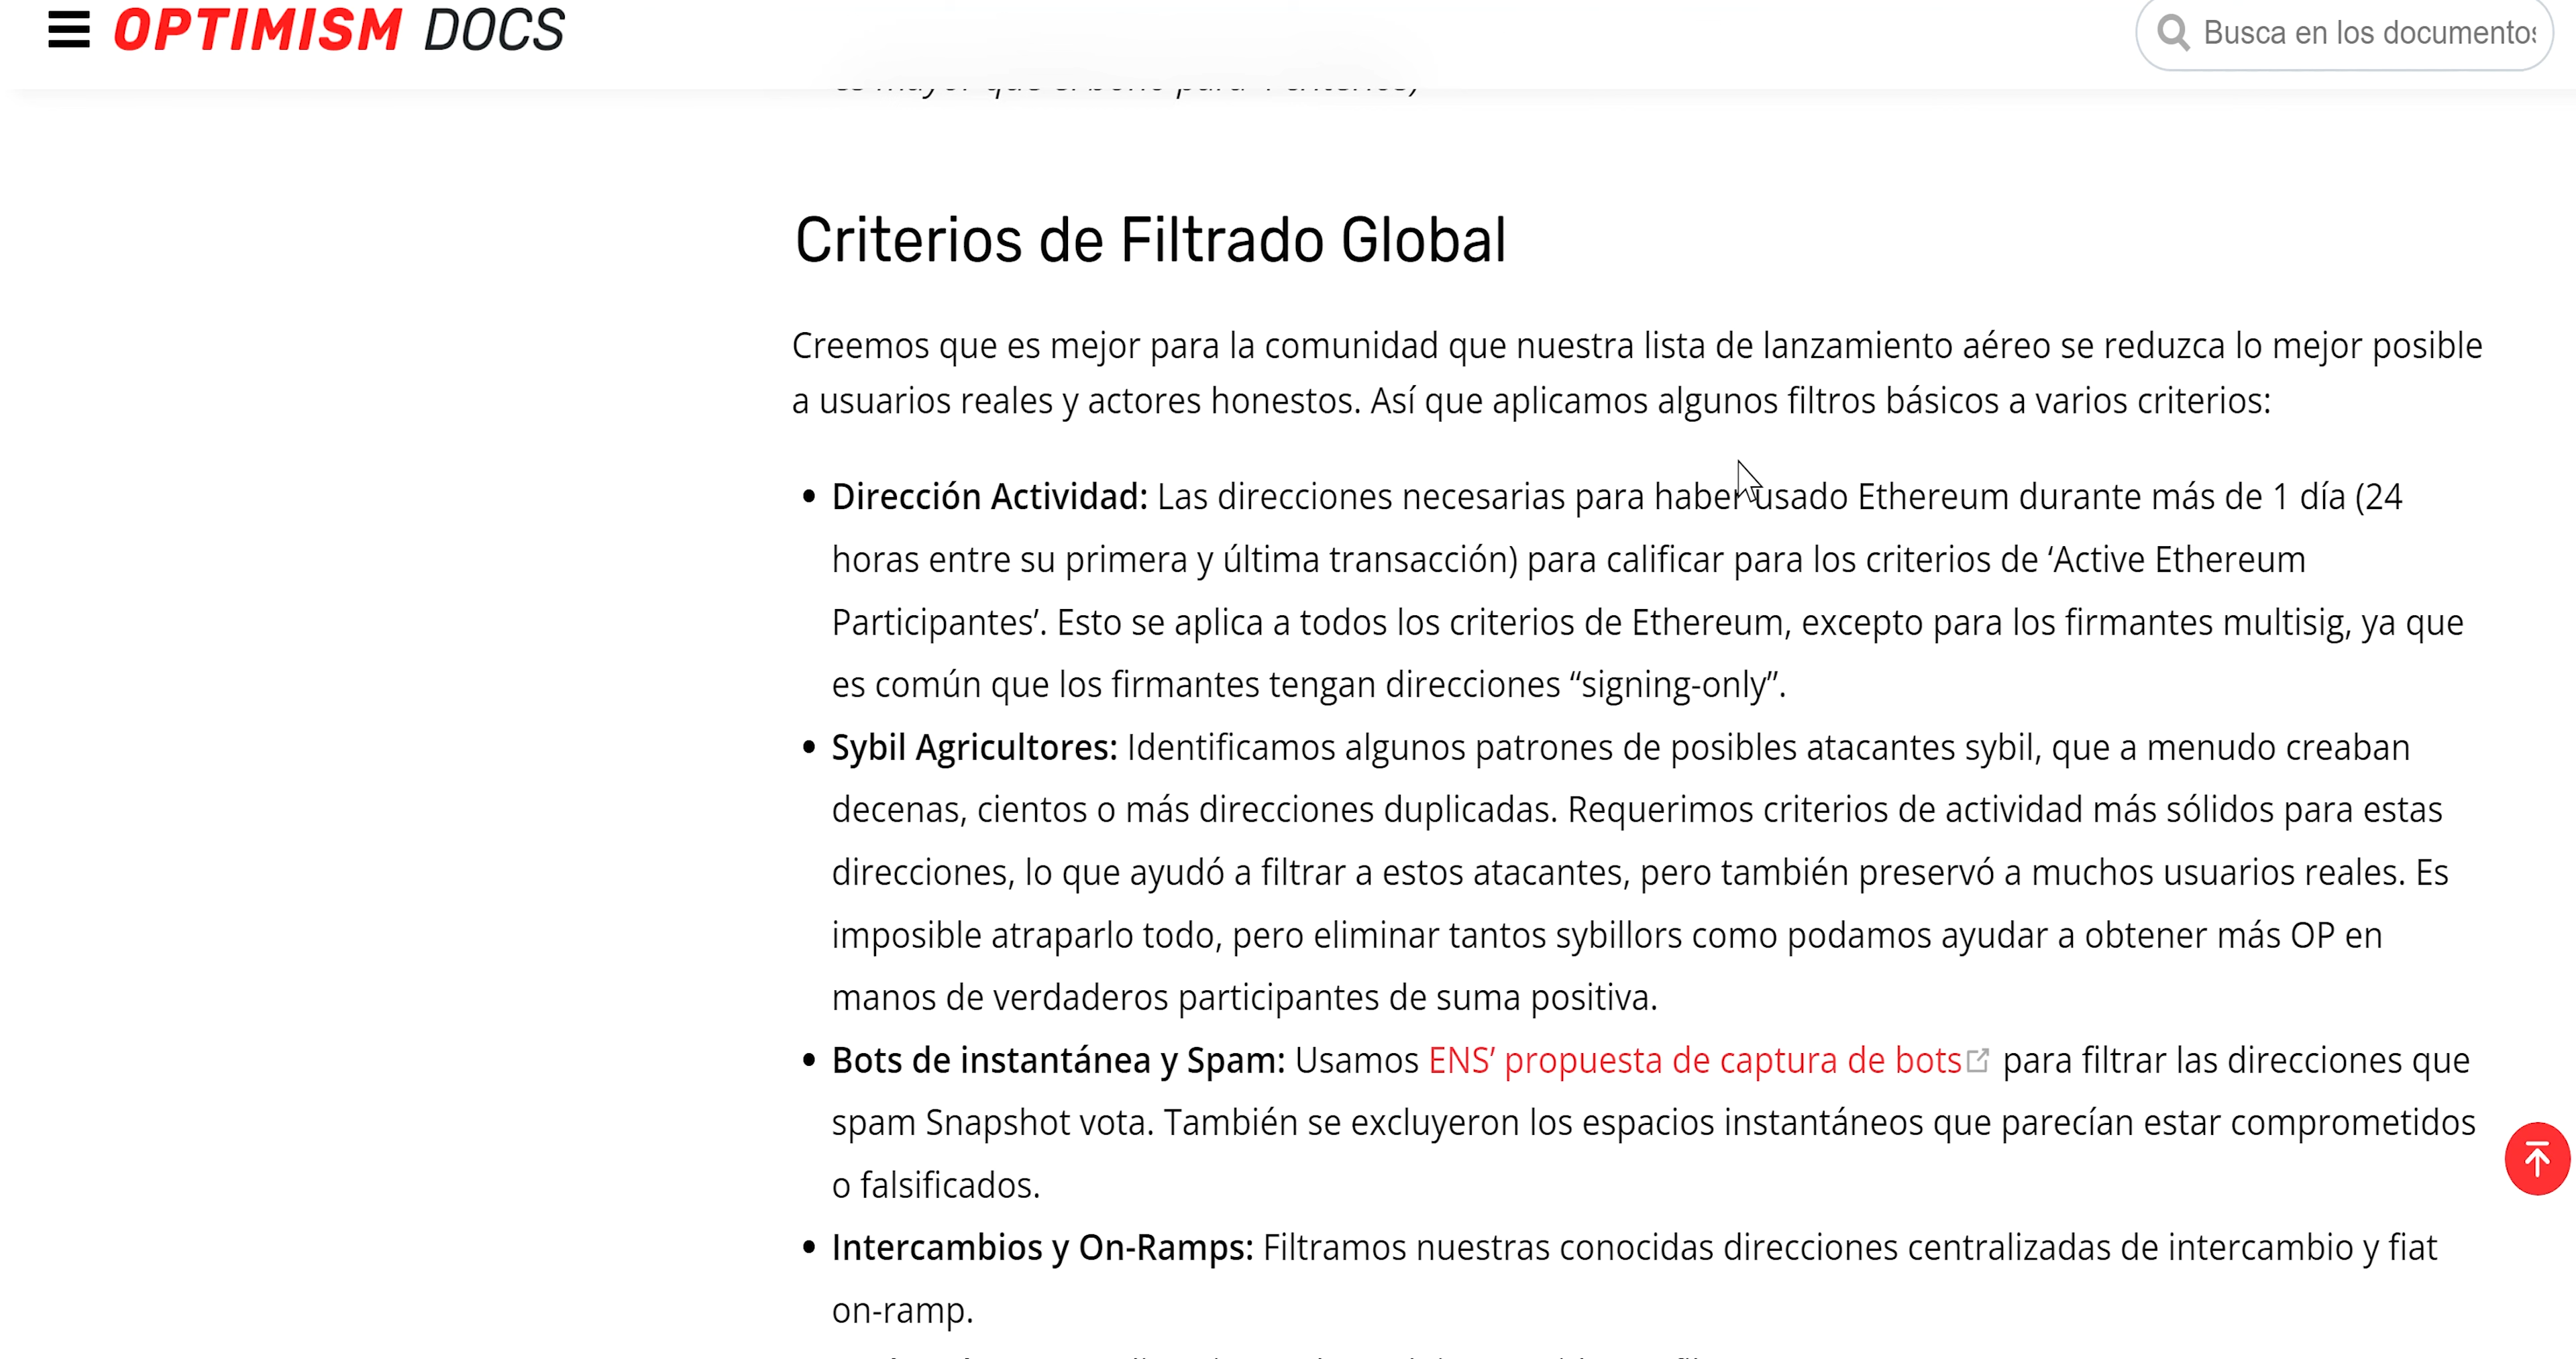 OPTIMISM DOCS
Busca en los documentos
es mayor que el bono para 4 criterios)
Criterios de Filtrado Global
Creemos que es mejor para la comunidad que nuestra lista de lanzamiento aéreo se reduzca lo mejor posible
a usuarios reales y actores honestos. Así que aplicamos algunos filtros básicos a varios criterios:
• Dirección Actividad: Las direcciones necesarias para haber usado Ethereum durante más de 1 día (24
horas entre su primera y última transacción) para calificar para los criterios de ‘Active Ethereum
Participantes’. Esto se aplica a todos los criterios de Ethereum, excepto para los firmantes multisig, ya que
es común que los firmantes tengan direcciones “signing-only”.
• Sybil Agricultores: Identificamos algunos patrones de posibles atacantes sybil, que a menudo creaban
decenas, cientos o más direcciones duplicadas. Requerimos criterios de actividad más sólidos para estas
direcciones, lo que ayudó a filtrar a estos atacantes, pero también preservó a muchos usuarios reales. Es
imposible atraparlo todo, pero eliminar tantos sybillors como podamos ayudar a obtener más OP en
manos de verdaderos participantes de suma positiva.
• Bots de instantánea y Spam: Usamos ENS’ propuesta de captura de bots para filtrar las direcciones que
spam Snapshot vota. También se excluyeron los espacios instantáneos que parecían estar comprometidos
o falsificados.
• Intercambios y On-Ramps: Filtramos nuestras conocidas direcciones centralizadas de intercambio y fiat
on-ramp.